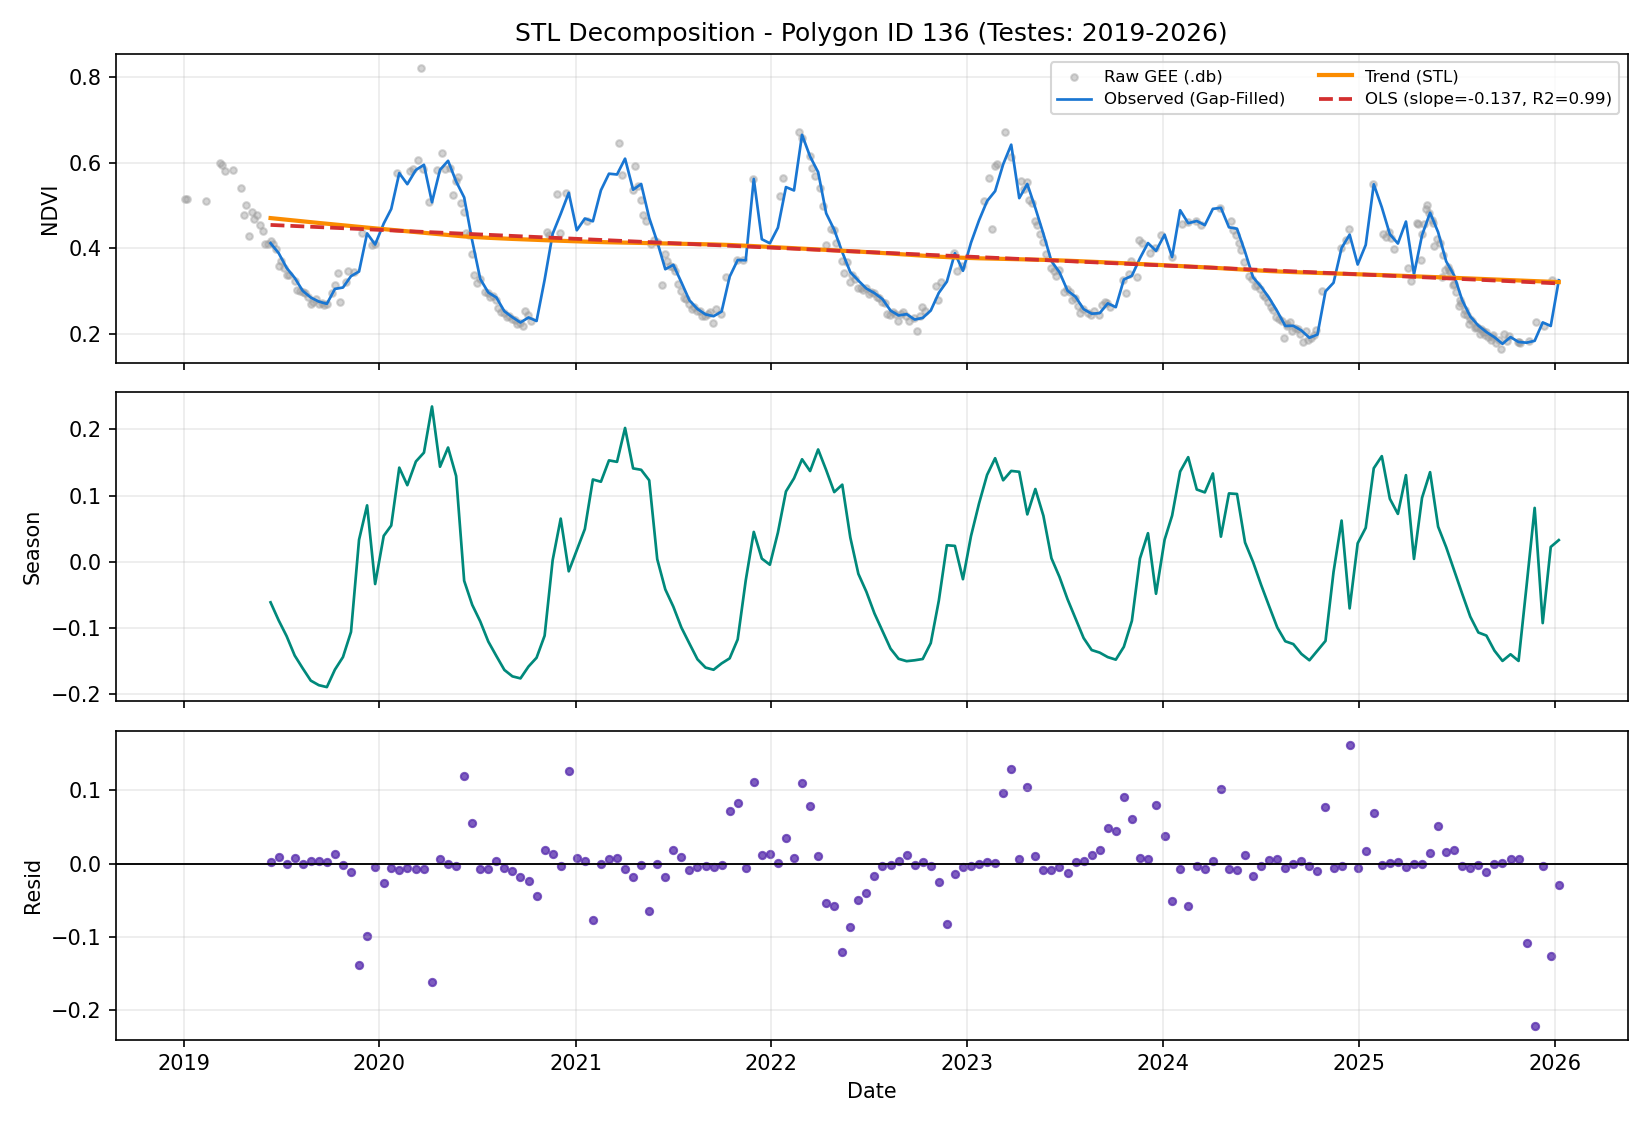 STL Decomposition - Polygon ID 136 (Testes: 2019-2026)
Raw GEE (.db)
Observed (Gap-Filled)
Trend (STL)
OLS (slope=-0.137, R2=0.99)
NDVI
0.8
0.6
0.4
0.2
Season
0.2
0.1
0.0
−0.1
−0.2
Resid
0.1
0.0
−0.1
−0.2
2019 2020 2021 2022 2023 2024 2025 2026
Date